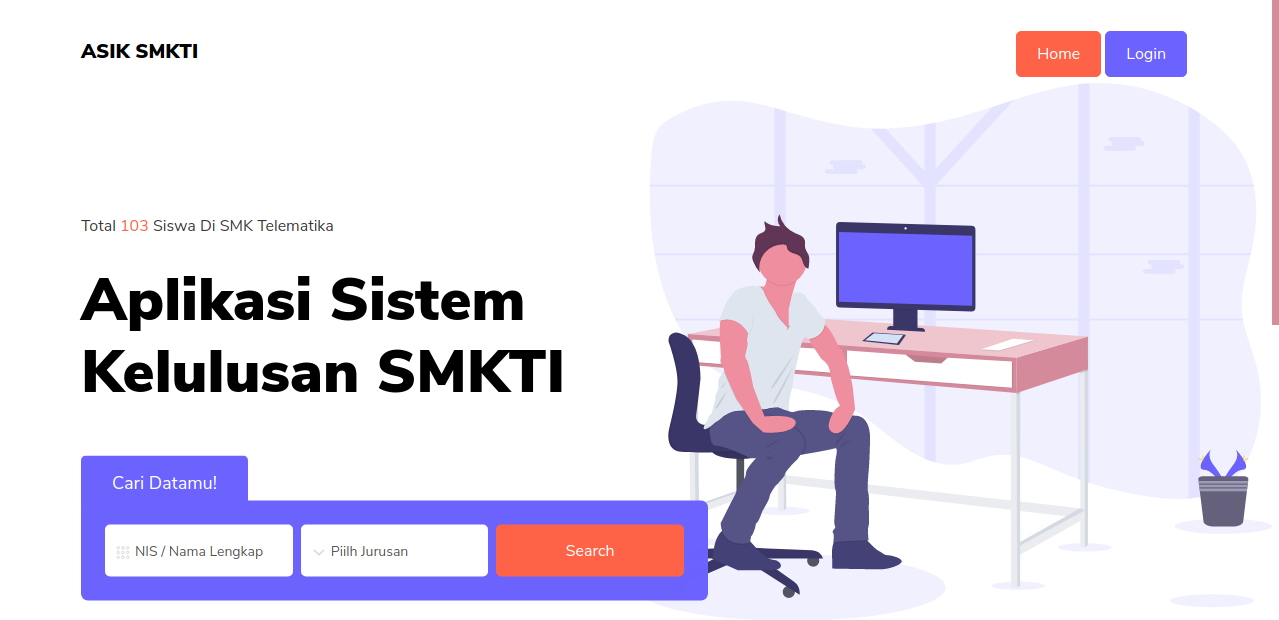 ASIK SMKTI
Home
Login
Total 103 Siswa Di SMK Telematika
Aplikasi Sistem
Kelulusan SMKTI
Cari Datamu!
NIS / Nama Lengkap
Piilh Jurusan
Search